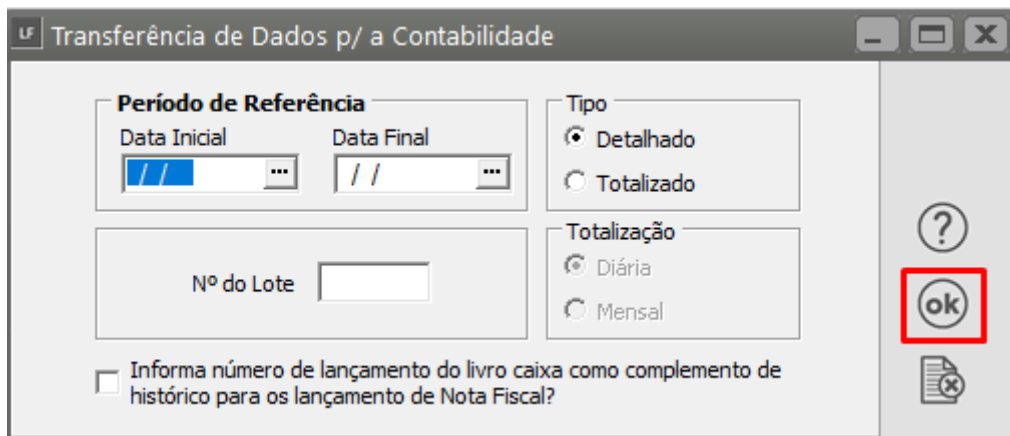 LF Transferência de Dados p/ a Contabilidade
Período de Referência
Data Inicial Data Final
/ / ... / / ...
Tipo
Detalhado
Totalizado
Nº do Lote
Totalização
Diária
Mensal
Informa número de lançamento do livro caixa como complemento de
histórico para os lançamento de Nota Fiscal?
?
ok